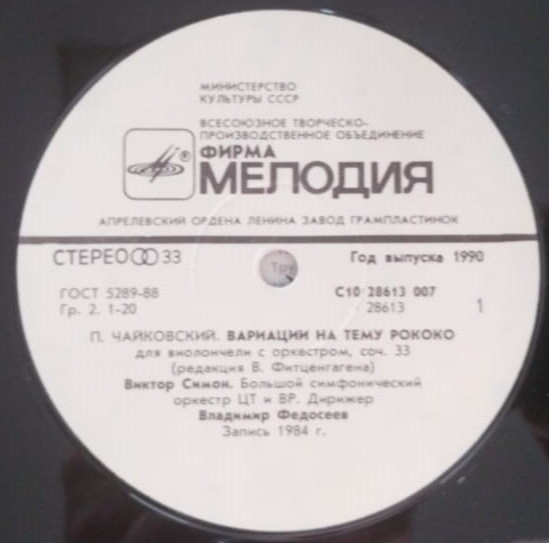 МИНИСТЕРСТВО
КУЛЬТУРЫ СССР
ВСЕСОЮЗНОЕ ТВОРЧЕСКО-
ПРОИЗВОДСТВЕННОЕ ОБЪЕДИНЕНИЕ
®
ФИРМА
МЕЛОДИЯ
АПРЕЛЕВСКИЙ ОРДЕНА ЛЕНИНА ЗАВОД ГРАМПЛАСТИНОК
СТЕРЕО 33
Год выпуска 1990
ГОСТ 5289-88
С10 28613 007
Гр. 2. 1-20
28613
1
П. ЧАЙКОВСКИЙ. ВАРИАЦИИ НА ТЕМУ РОКОКО
для виолончели с оркестром, соч. 33
(редакция В. Фитценгагена)
Виктор Симон. Большой симфонический
оркестр ЦТ и ВР. Дирижер
Владимир Федосеев
Запись 1984 г.